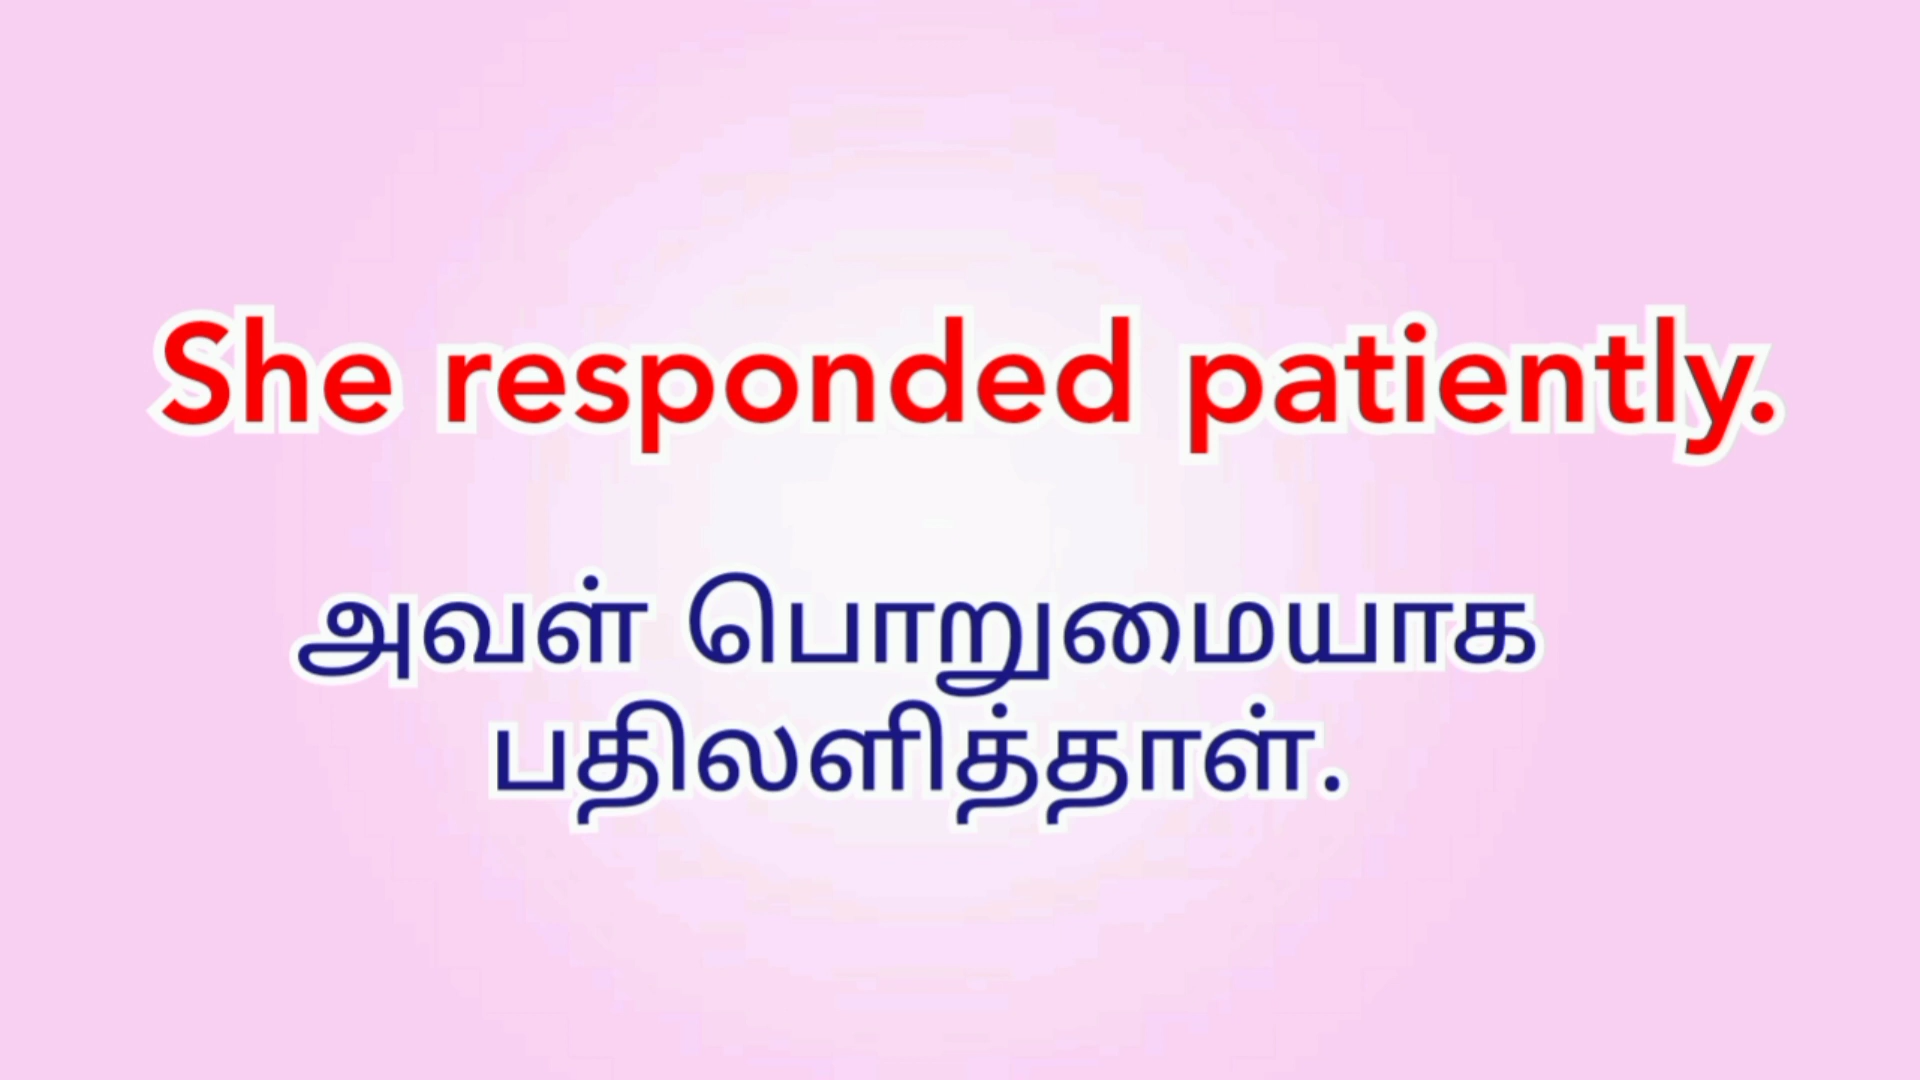 She responded patiently.
அவள் பொறுமையாக
பதிலளித்தாள்.